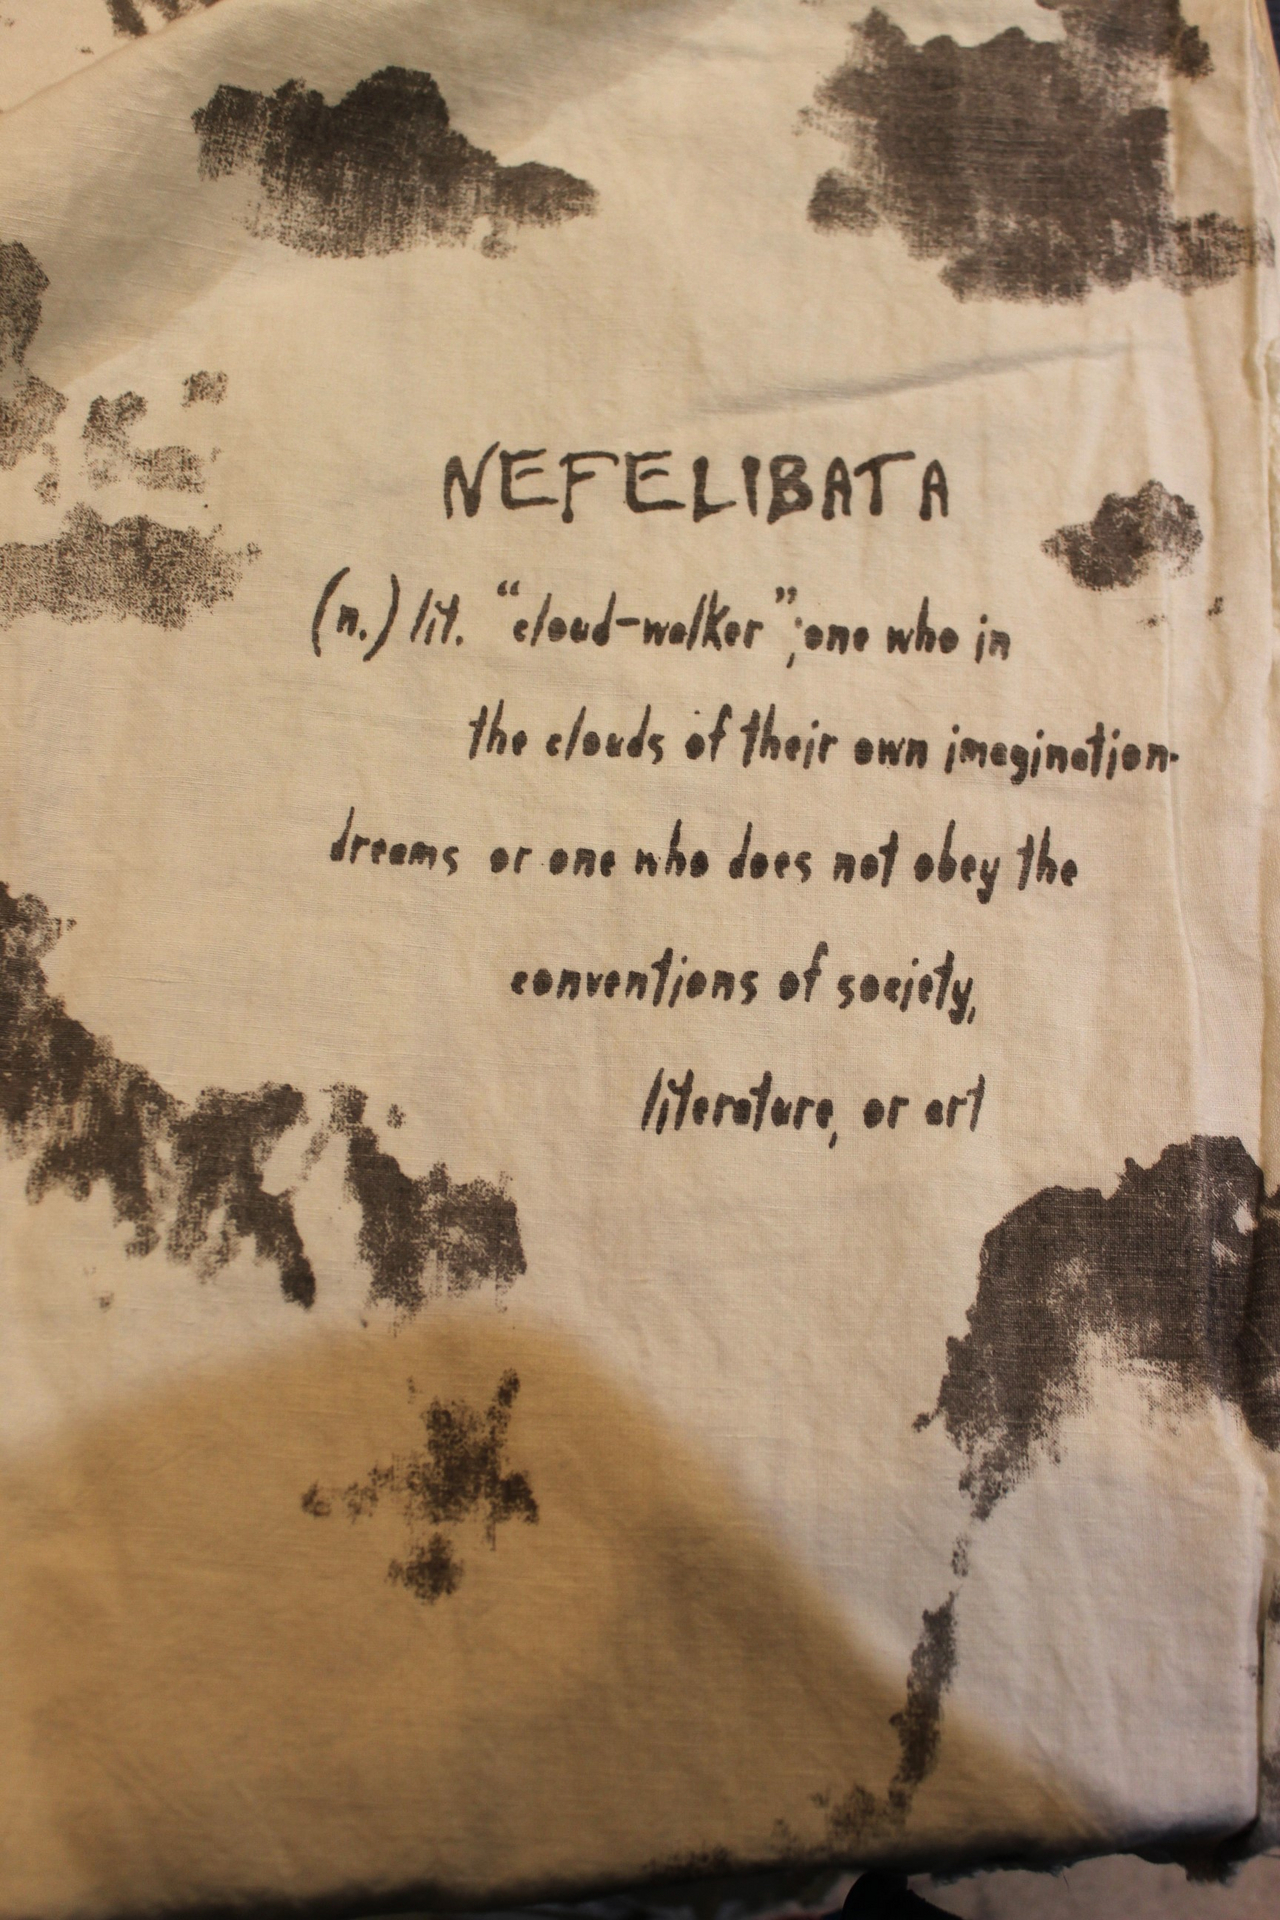 NEFELIBATA
(n.) lit. “cloud-walker”; one who in
the clouds of their own imagination-
dreams or one who does not obey the
conventions of society,
literature, or art